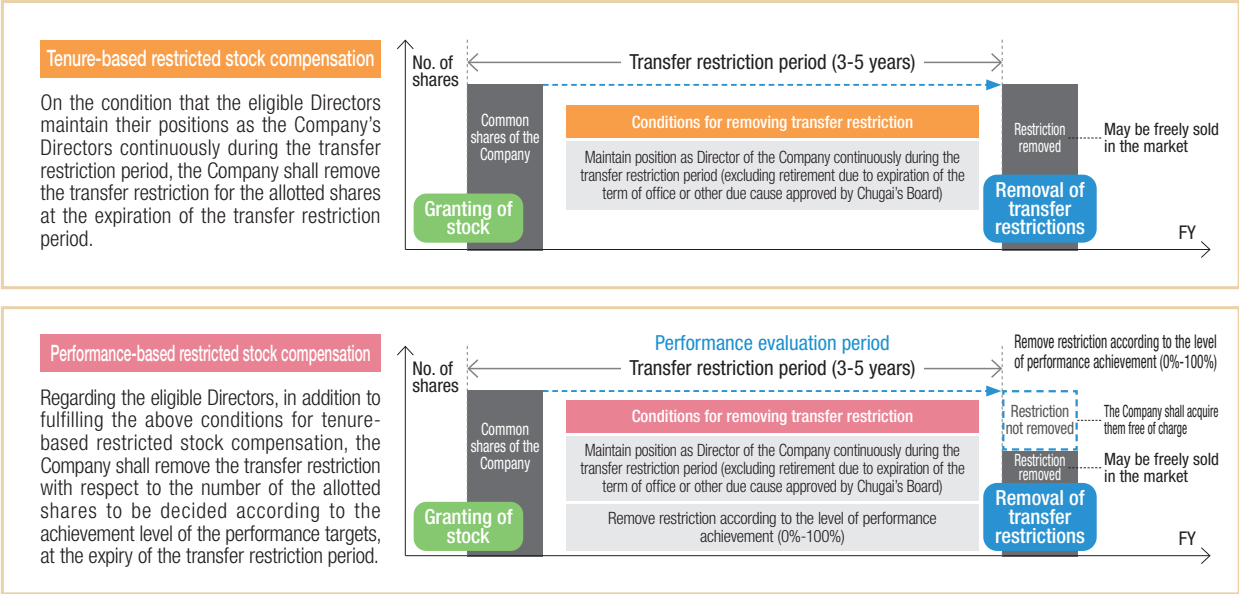 Tenure-based restricted stock compensation
On the condition that the eligible Directors
maintain their positions as the Company's
Directors continuously during the transfer
restriction period, the Company shall remove
the transfer restriction for the allotted shares
at the expiration of the transfer restriction
period.
No. of
shares
Transfer restriction period (3-5 years)
Common
shares of the
Company
Granting of
stock
Conditions for removing transfer restriction
Maintain position as Director of the Company continuously during the
transfer restriction period (excluding retirement due to expiration of the
term of office or other due cause approved by Chugai's Board)
Restriction
removed
May be freely sold
in the market
Removal of
transfer
restrictions
FY
Performance-based restricted stock compensation
Regarding the eligible Directors, in addition to
fulfilling the above conditions for tenure-
based restricted stock compensation, the
Company shall remove the transfer restriction
with respect to the number of the allotted
shares to be decided according to the
achievement level of the performance targets,
at the expiry of the transfer restriction period.
No. of
shares
Performance evaluation period
Transfer restriction period (3-5 years)
Remove restriction according to the level
of performance achievement (0%-100%)
Common
shares of the
Company
Granting of
stock
Conditions for removing transfer restriction
Maintain position as Director of the Company continuously during the
transfer restriction period (excluding retirement due to expiration of the
term of office or other due cause approved by Chugai's Board)
Remove restriction according to the level of performance
achievement (0%-100%)
Restriction
not removed
The Company shall acquire
them free of charge
Restriction
removed
May be freely sold
in the market
Removal of
transfer
restrictions
FY